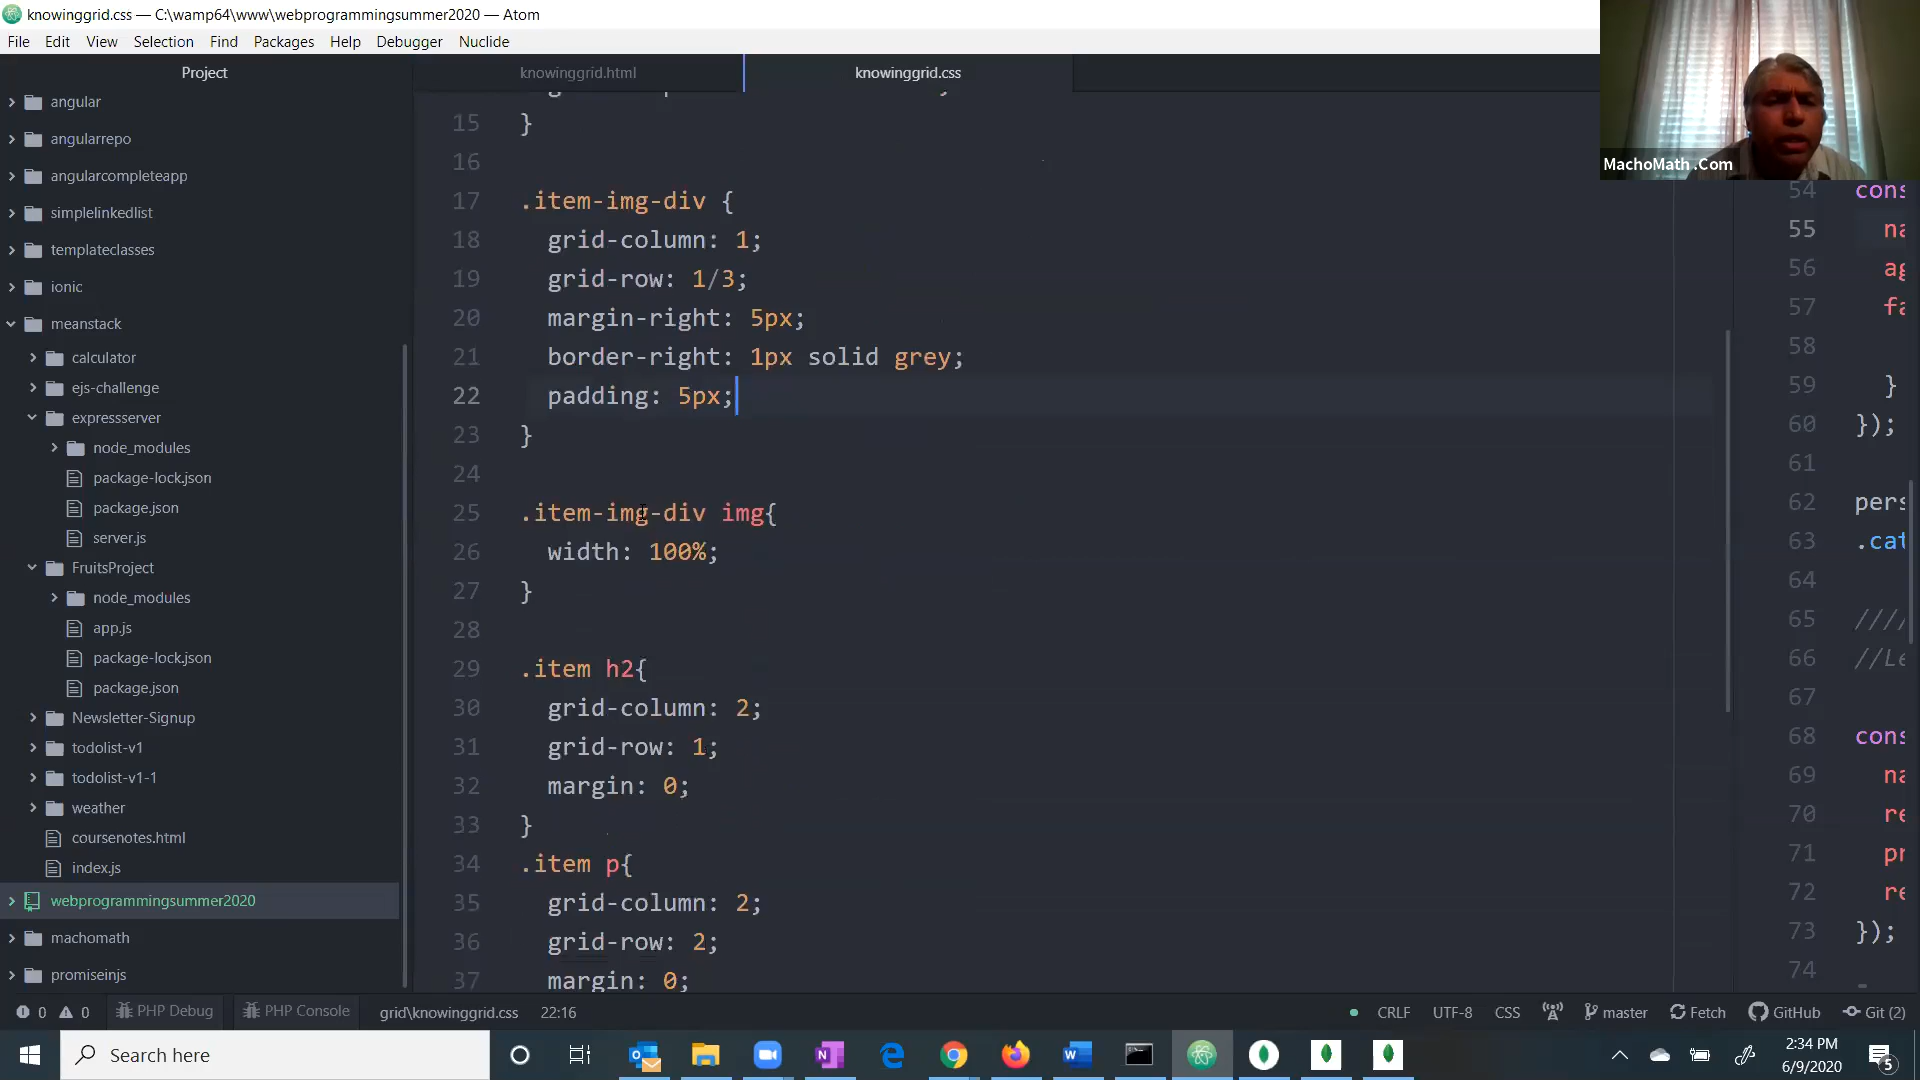 knowinggrid.css — C:\wamp64\www\webprogrammingsummer2020 — Atom
File Edit View Selection Find Packages Help Debugger Nuclide
Project
angular
angularrepo
angularcompleteapp
simplelinkedlist
templateclasses
ionic
meanstack
calculator
ejs-challenge
expressserver
node_modules
package-lock.json
package.json
server.js
FruitsProject
node_modules
app.js
package-lock.json
package.json
Newsletter-Signup
todolist-v1
todolist-v1-1
weather
coursenotes.html
index.js
webprogrammingsummer2020
machomath
promiseinjs
knowinggrid.html knowinggrid.css
15 }
16
17 .item-img-div {
18 grid-column: 1;
19 grid-row: 1/3;
20 margin-right: 5px;
21 border-right: 1px solid grey;
22 padding: 5px;
23 }
24
25 .item-img-div img{
26 width: 100%;
27 }
28
29 .item h2{
30 grid-column: 2;
31 grid-row: 1;
32 margin: 0;
33 }
34 .item p{
35 grid-column: 2;
36 grid-row: 2;
37 margin: 0;
MachoMath .Com
54 cons
55 na
56 ag
57 fa
58
59 }
60 });
61
62 pers
63 .cat
64
65 ////
66 //Le
67
68 cons
69 na
70 re
71 pr
72 re
73 });
74
0 0 PHP Debug PHP Console grid\knowinggrid.css 22:16 CRLF UTF-8 CSS master Fetch GitHub Git (2)
Search here
2:34 PM
6/9/2020
5